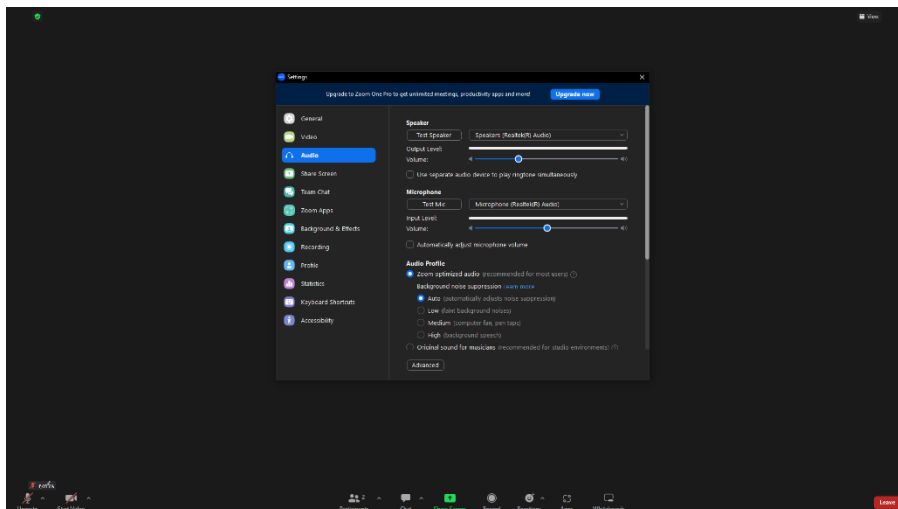 View
Settings
Upgrade to Zoom One Pro to get unlimited meetings, productivity apps and more!
Upgrade now
General
Video
Audio
Share Screen
Team Chat
Zoom Apps
Background & Effects
Recording
Profile
Statistics
Keyboard Shortcuts
Accessibility
Speaker
Test Speaker
Speakers (Realtek(R) Audio)
Output Level:
Volume:
Use separate audio device to play ringtone simultaneously
Microphone
Test Mic
Microphone (Realtek(R) Audio)
Input Level:
Volume:
Automatically adjust microphone volume
Audio Profile
Zoom optimized audio (recommended for most users)
Background noise suppression Learn more
Auto (automatically adjusts noise suppression)
Low (faint background noises)
Medium (computer fan, pen taps)
High (background speech)
Original sound for musicians (recommended for studio environments)
Advanced
2
Leave